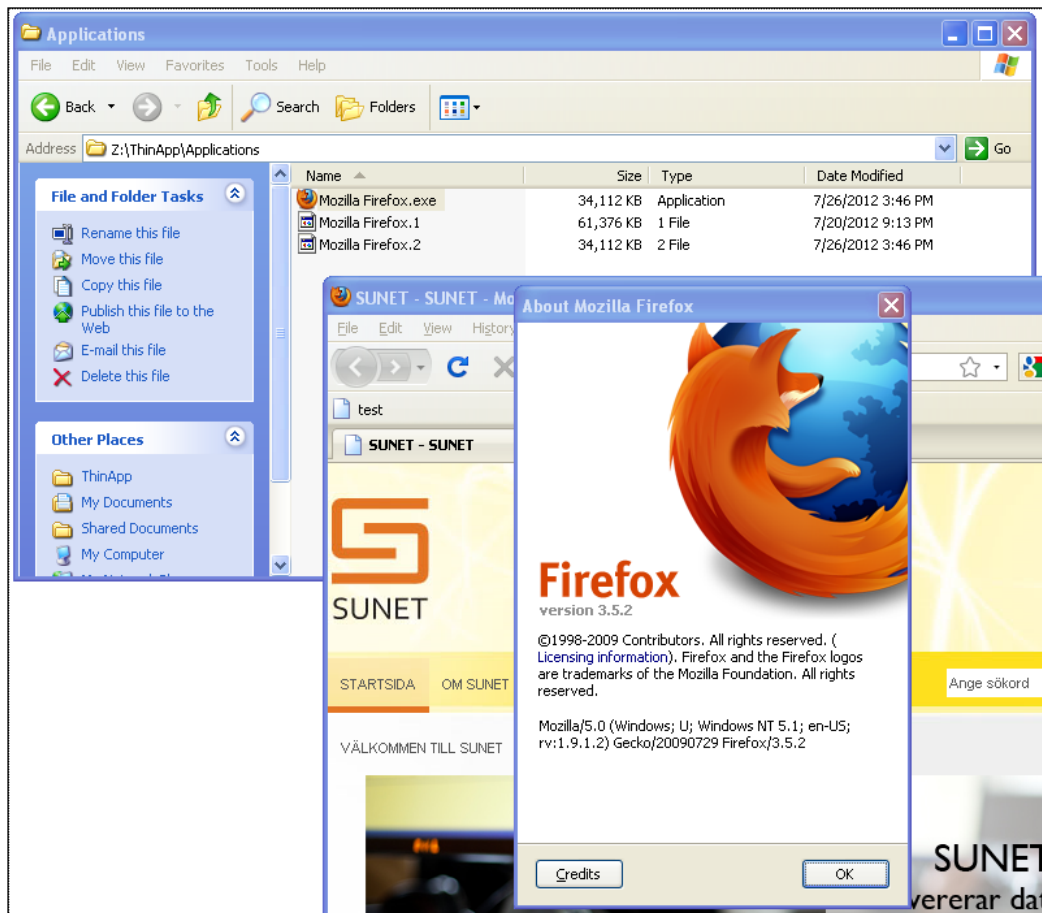 Applications
File Edit View Favorites Tools Help
Back Search Folders
Address Z:\ThinApp\Applications Go
Name Size Type Date Modified
Mozilla Firefox.exe 34,112 KB Application 7/26/2012 3:46 PM
Mozilla Firefox.1 61,376 KB 1 File 7/20/2012 9:13 PM
Mozilla Firefox.2 34,112 KB 2 File 7/26/2012 3:46 PM
File and Folder Tasks
Rename this file
Move this file
Copy this file
Publish this file to the
Web
E-mail this file
Delete this file
Other Places
ThinApp
My Documents
Shared Documents
My Computer
SUNET - SUNET - Mo
File Edit View History
test
SUNET - SUNET
SUNET
STARTSIDA OM SUNET
Ange sökord
VÄLKOMMEN TILL SUNET
SUNET
vererar dat
About Mozilla Firefox
Firefox
version 3.5.2
©1998-2009 Contributors. All rights reserved. (
Licensing information). Firefox and the Firefox logos
are trademarks of the Mozilla Foundation. All rights
reserved.
Mozilla/5.0 (Windows; U; Windows NT 5.1; en-US;
rv:1.9.1.2) Gecko/20090729 Firefox/3.5.2
Credits OK